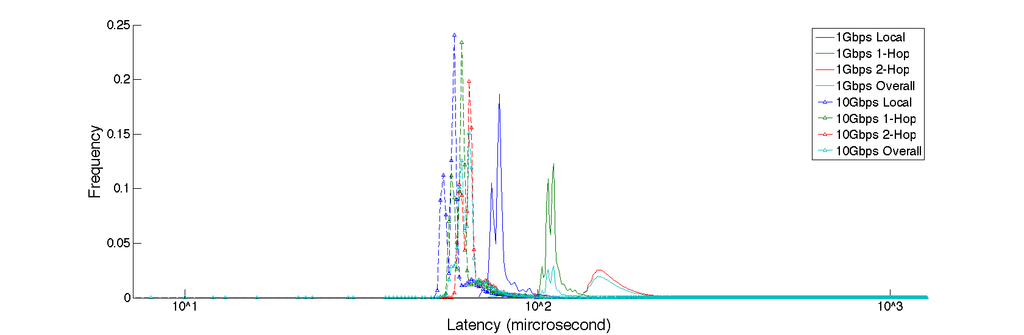 0.25
0.2
0.15
0.1
0.05
0
Frequency
10^1
10^2
10^3
Latency (mircrosecond)
1Gbps Local
1Gbps 1-Hop
1Gbps 2-Hop
1Gbps Overall
10Gbps Local
10Gbps 1-Hop
10Gbps 2-Hop
10Gbps Overall